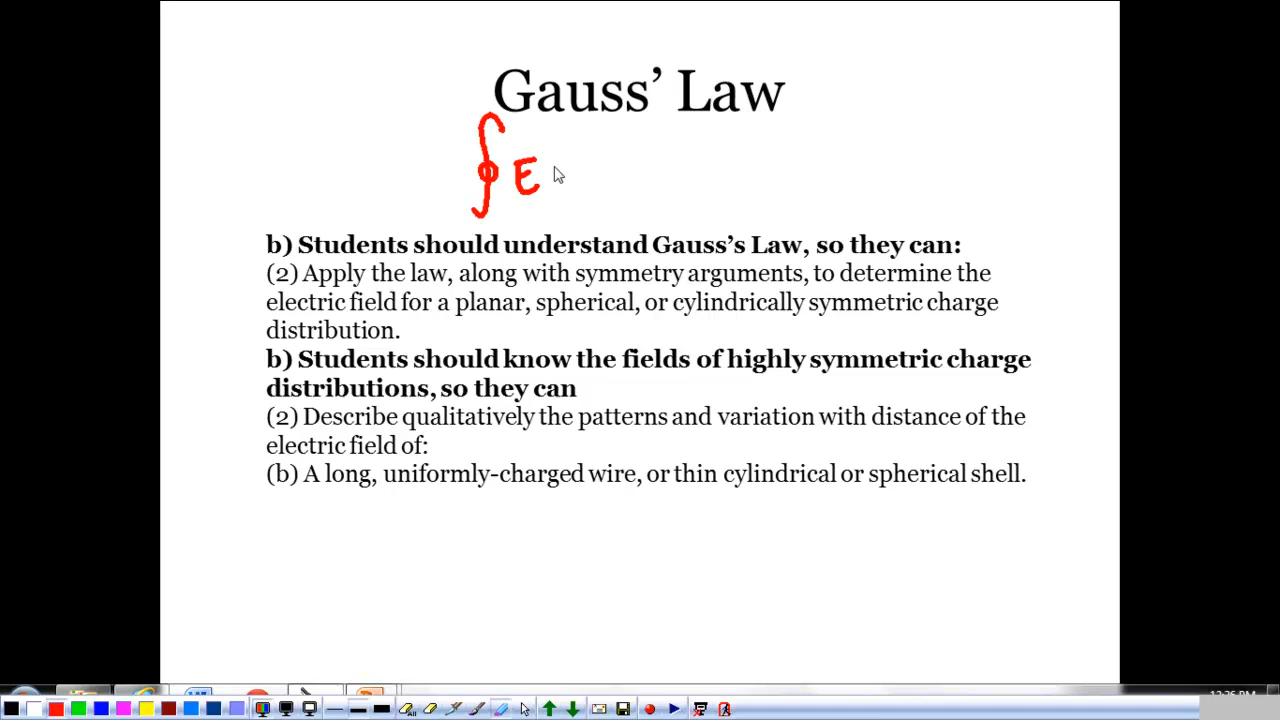 Gauss’ Law
∮ E
b) Students should understand Gauss’s Law, so they can:
(2) Apply the law, along with symmetry arguments, to determine the
electric field for a planar, spherical, or cylindrically symmetric charge
distribution.
b) Students should know the fields of highly symmetric charge
distributions, so they can
(2) Describe qualitatively the patterns and variation with distance of the
electric field of:
(b) A long, uniformly-charged wire, or thin cylindrical or spherical shell.